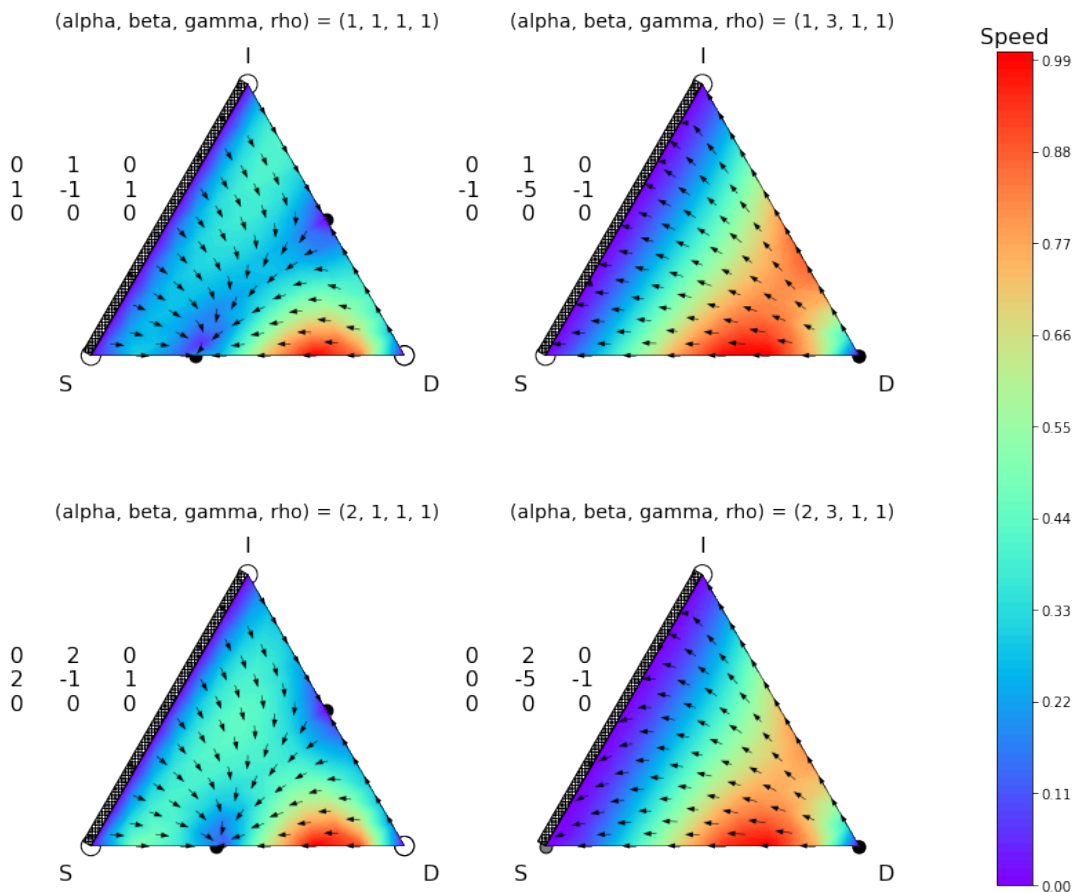 (alpha, beta, gamma, rho) = (1, 1, 1, 1)
I
0 1 0
1 -1 1
0 0 0
S D
(alpha, beta, gamma, rho) = (1, 3, 1, 1)
I
0 1 0
-1 -5 -1
0 0 0
S D
(alpha, beta, gamma, rho) = (2, 1, 1, 1)
I
0 2 0
2 -1 1
0 0 0
S D
(alpha, beta, gamma, rho) = (2, 3, 1, 1)
I
0 2 0
0 -5 -1
0 0 0
S D
Speed
0.99
0.88
0.77
0.66
0.55
0.44
0.33
0.22
0.11
0.00